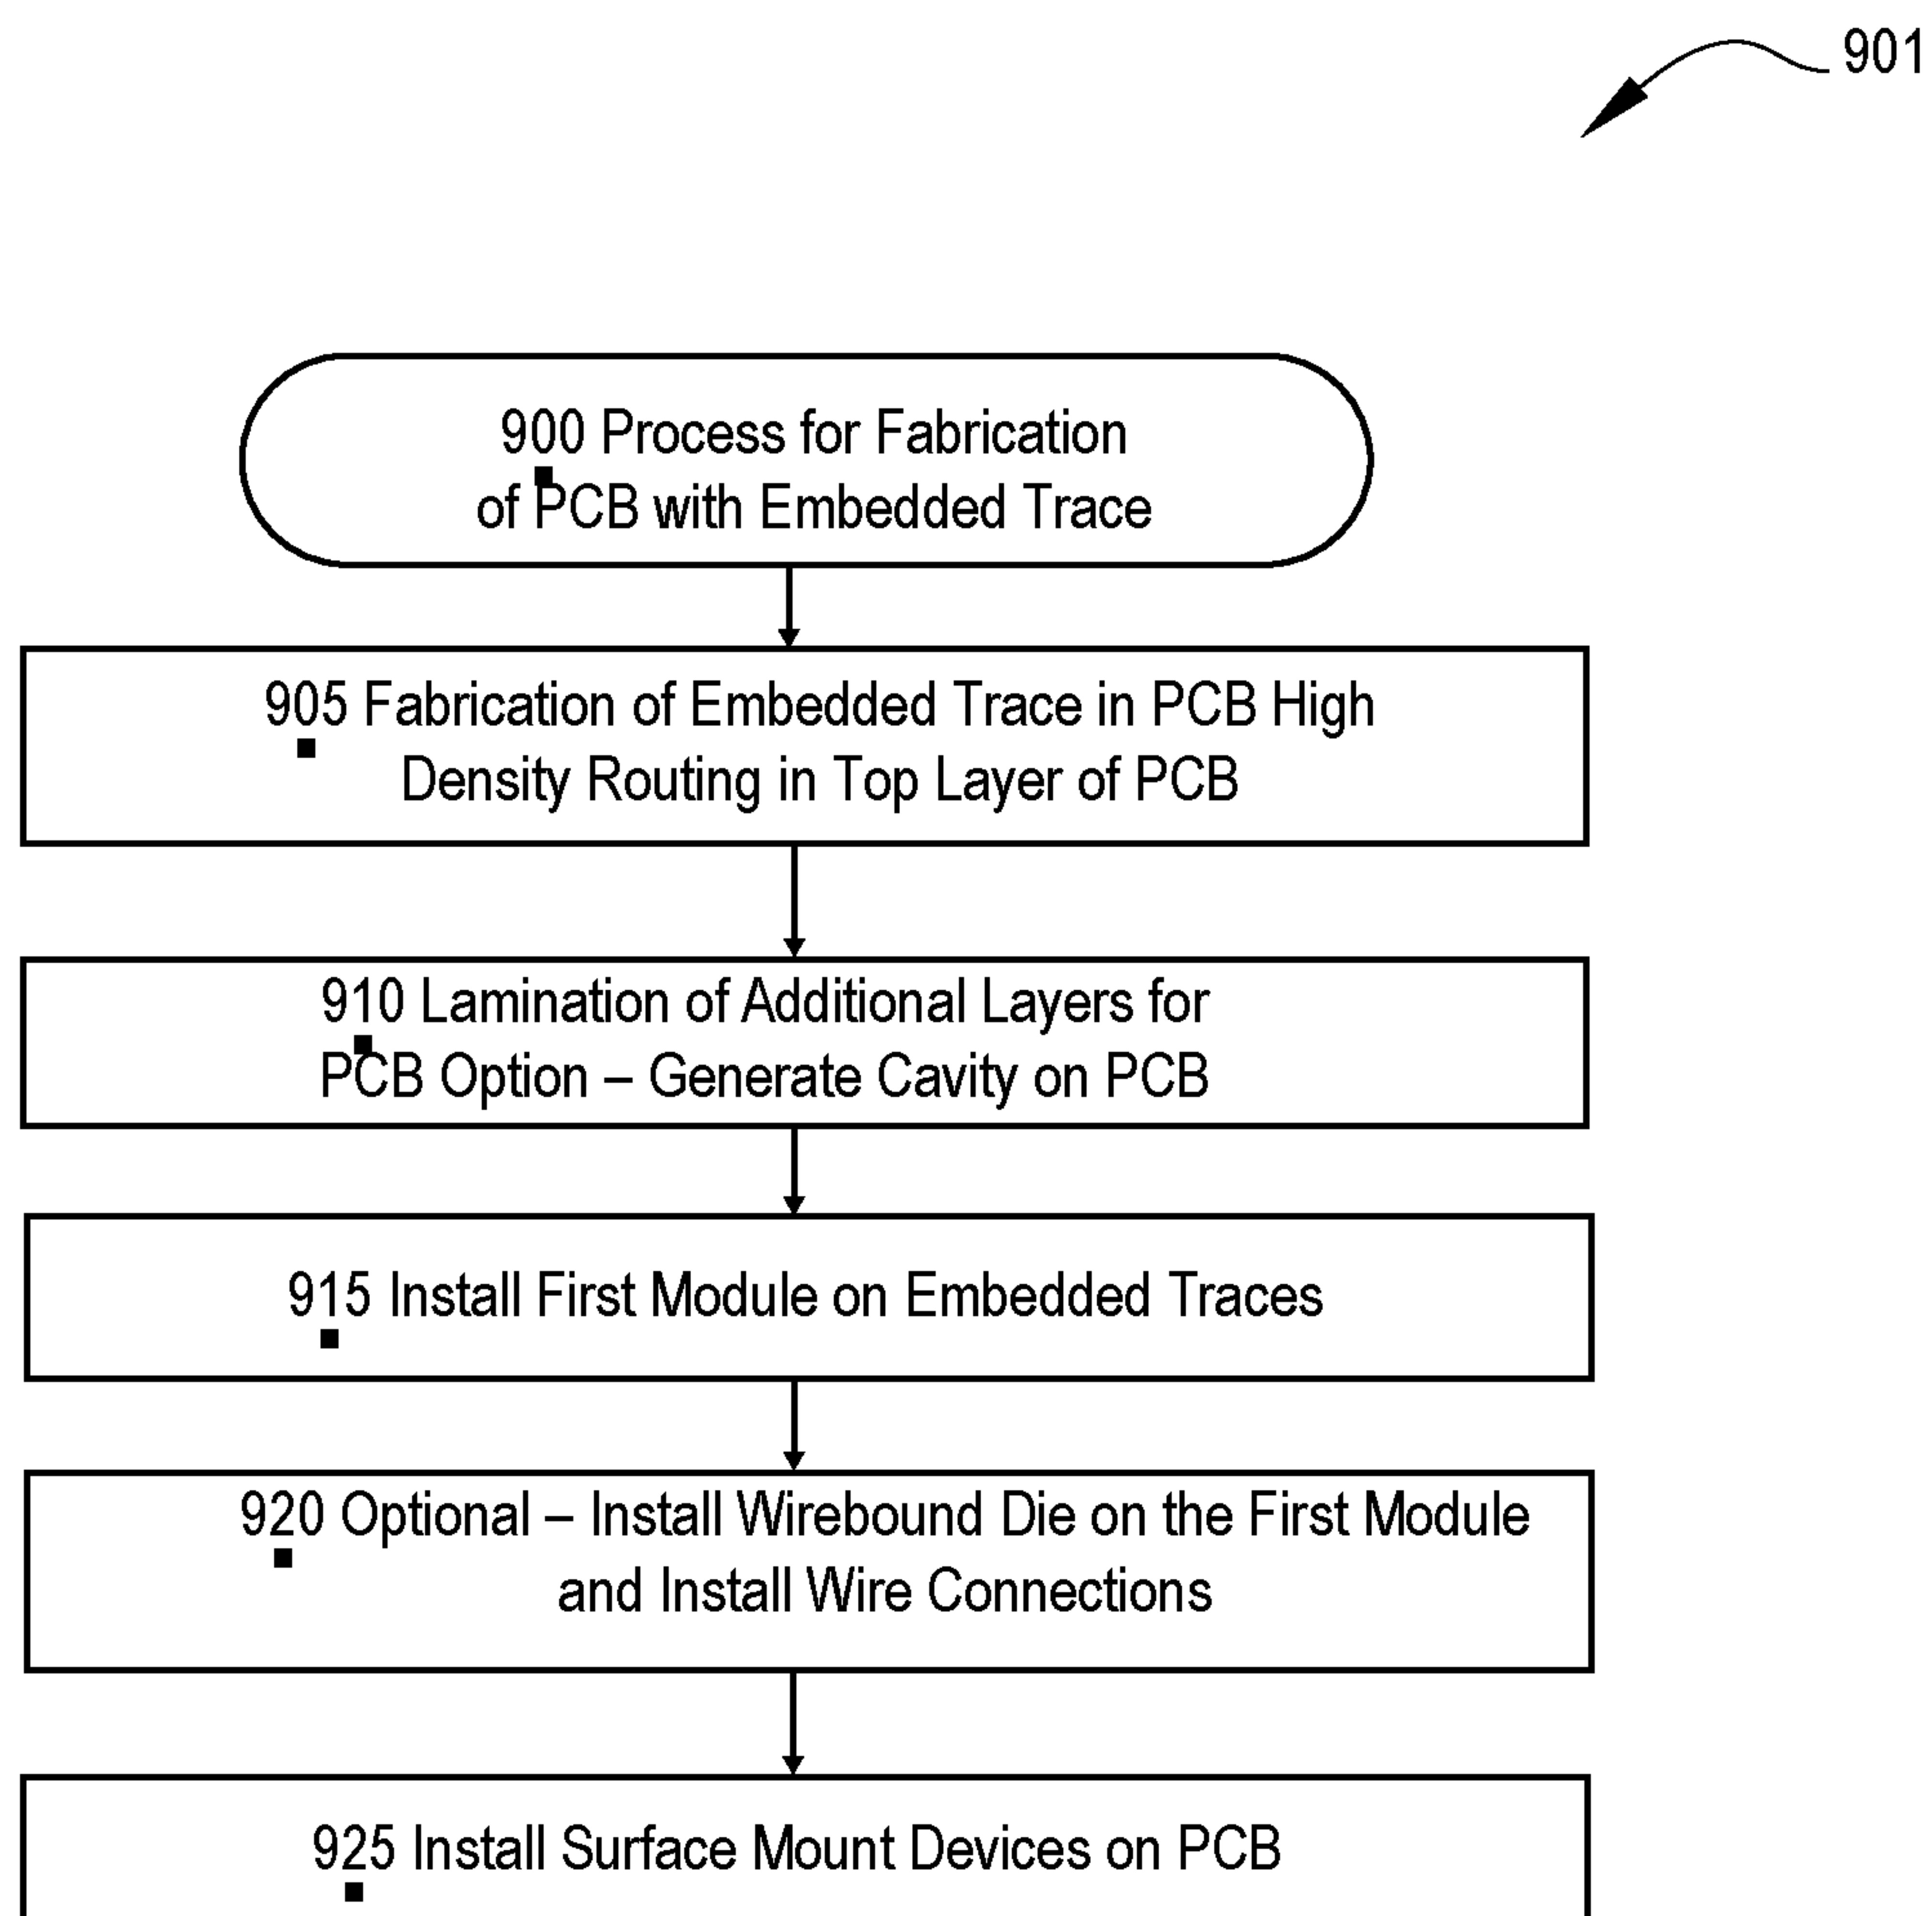 901
900 Process for Fabrication
of PCB with Embedded Trace
905 Fabrication of Embedded Trace in PCB High
Density Routing in Top Layer of PCB
910 Lamination of Additional Layers for
PCB Option – Generate Cavity on PCB
915 Install First Module on Embedded Traces
920 Optional – Install Wirebound Die on the First Module
and Install Wire Connections
925 Install Surface Mount Devices on PCB